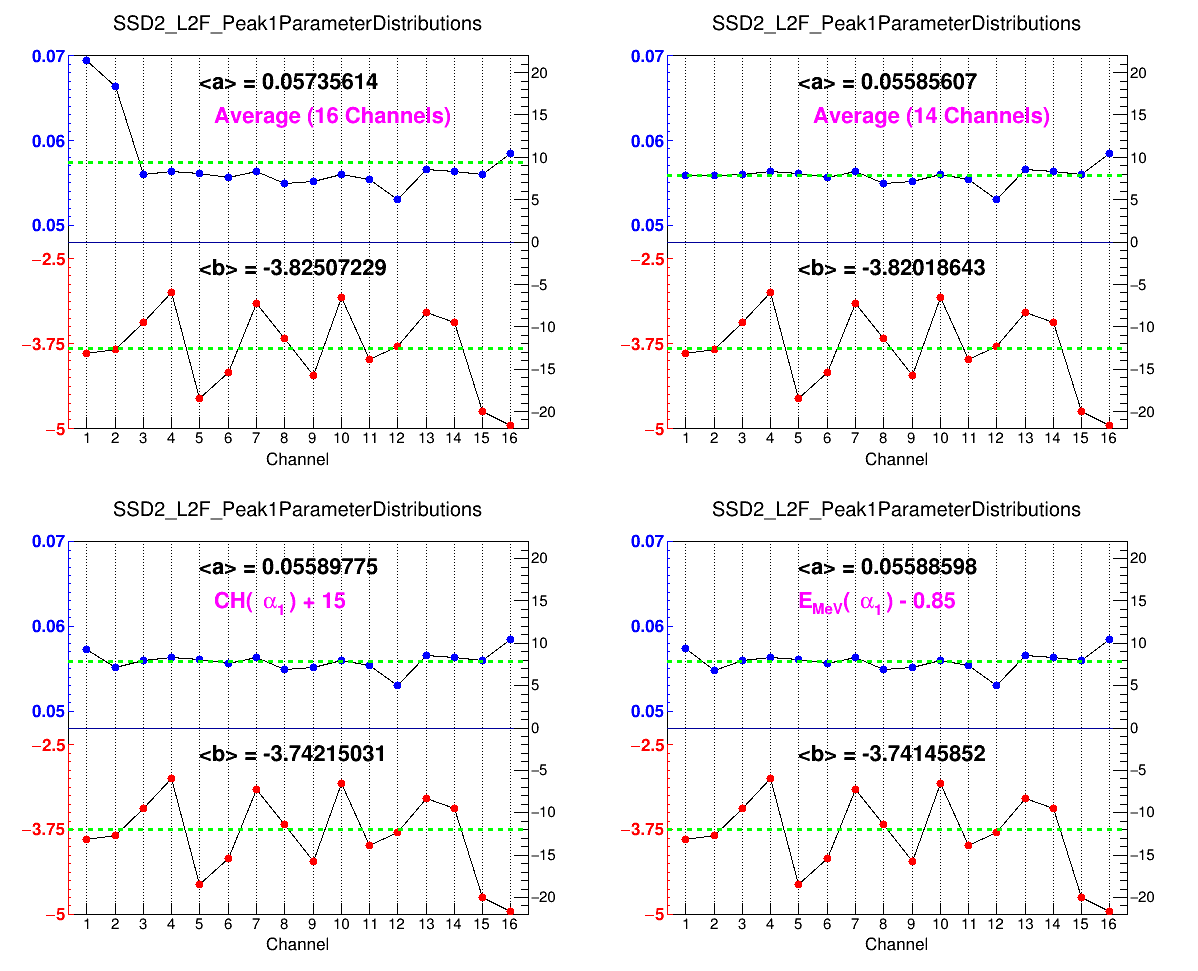 SSD2_L2F_Peak1ParameterDistributions
0.07
0.06
0.05
−2.5
−3.75
−5
20
15
10
5
0
−5
−10
−15
−20
<a> = 0.05735614
Average (16 Channels)
<b> = -3.82507229
1 2 3 4 5 6 7 8 9 10 11 12 13 14 15 16
Channel
SSD2_L2F_Peak1ParameterDistributions
0.07
0.06
0.05
−2.5
−3.75
−5
20
15
10
5
0
−5
−10
−15
−20
<a> = 0.05585607
Average (14 Channels)
<b> = -3.82018643
1 2 3 4 5 6 7 8 9 10 11 12 13 14 15 16
Channel
SSD2_L2F_Peak1ParameterDistributions
0.07
0.06
0.05
−2.5
−3.75
−5
20
15
10
5
0
−5
−10
−15
−20
<a> = 0.05589775
CH( α1) + 15
<b> = -3.74215031
1 2 3 4 5 6 7 8 9 10 11 12 13 14 15 16
Channel
SSD2_L2F_Peak1ParameterDistributions
0.07
0.06
0.05
−2.5
−3.75
−5
20
15
10
5
0
−5
−10
−15
−20
<a> = 0.05588598
EMeV( α1) - 0.85
<b> = -3.74145852
1 2 3 4 5 6 7 8 9 10 11 12 13 14 15 16
Channel